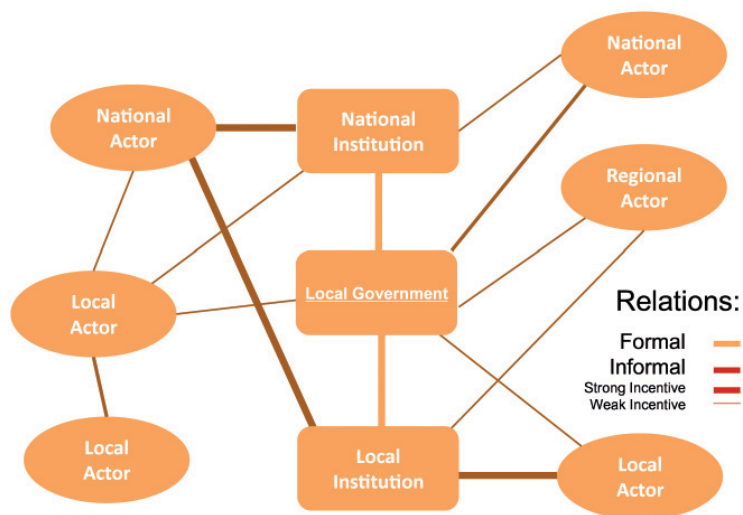 National
Actor
National
Actor
National
Institution
Regional
Actor
Local Government
Local
Actor
Relations:
Formal
Informal
Strong Incentive
Weak Incentive
Local
Actor
Local
Institution
Local
Actor